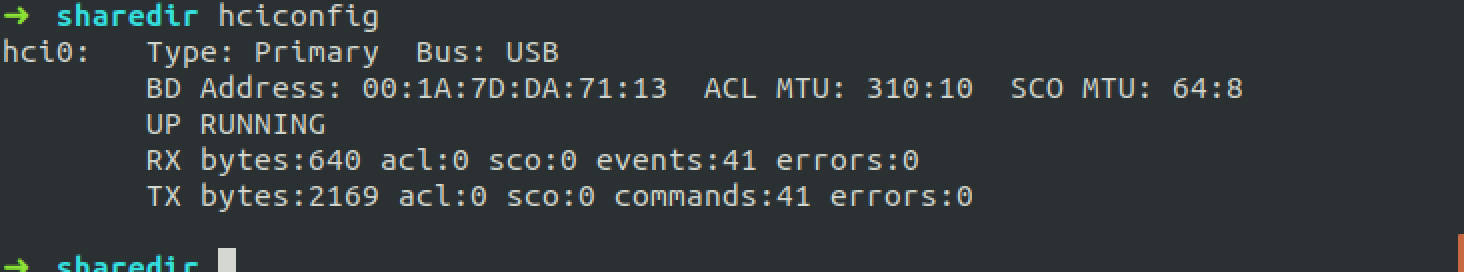 ➜ sharedir hciconfig
hci0: Type: Primary Bus: USB
BD Address: 00:1A:7D:DA:71:13 ACL MTU: 310:10 SCO MTU: 64:8
UP RUNNING
RX bytes:640 acl:0 sco:0 events:41 errors:0
TX bytes:2169 acl:0 sco:0 commands:41 errors:0
➜ sharedir